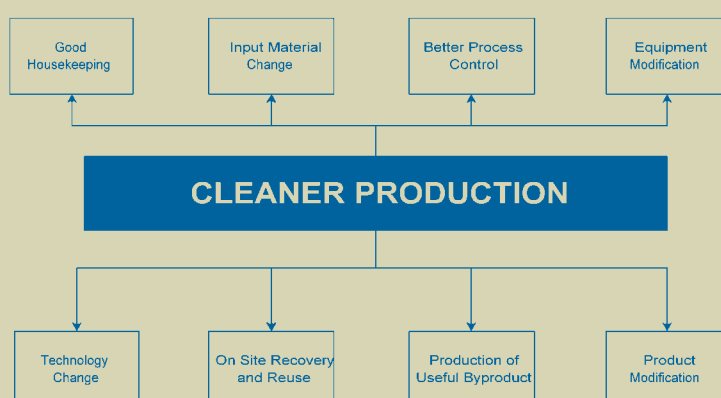 Good
Housekeeping
Input Material
Change
Better Process
Control
Equipment
Modification
CLEANER PRODUCTION
Technology
Change
On Site Recovery
and Reuse
Production of
Useful Byproduct
Product
Modification